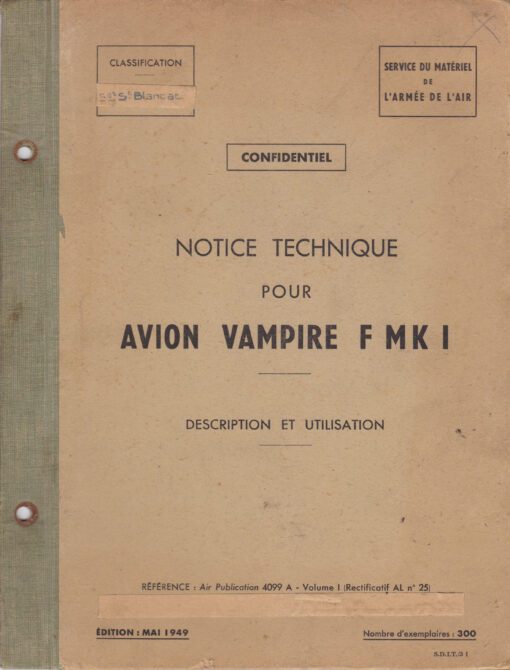 CLASSIFICATION
SERVICE DU MATÉRIEL
DE
L'ARMÉE DE L'AIR
CONFIDENTIEL
NOTICE TECHNIQUE
POUR
AVION VAMPIRE F MK I
DESCRIPTION ET UTILISATION
RÉFÉRENCE : Air Publication 4099 A - Volume I (Rectificatif AL n° 25)
ÉDITION : MAI 1949
Nombre d'exemplaires : 300